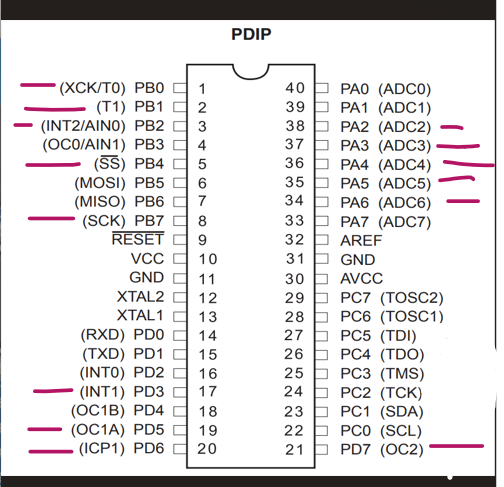 PDIP
(XCK/T0) PB0 1 40 PA0 (ADC0)
(T1) PB1 2 39 PA1 (ADC1)
(INT2/AIN0) PB2 3 38 PA2 (ADC2)
(OC0/AIN1) PB3 4 37 PA3 (ADC3)
(SS) PB4 5 36 PA4 (ADC4)
(MOSI) PB5 6 35 PA5 (ADC5)
(MISO) PB6 7 34 PA6 (ADC6)
(SCK) PB7 8 33 PA7 (ADC7)
RESET 9 32 AREF
VCC 10 31 GND
GND 11 30 AVCC
XTAL2 12 29 PC7 (TOSC2)
XTAL1 13 28 PC6 (TOSC1)
(RXD) PD0 14 27 PC5 (TDI)
(TXD) PD1 15 26 PC4 (TDO)
(INT0) PD2 16 25 PC3 (TMS)
(INT1) PD3 17 24 PC2 (TCK)
(OC1B) PD4 18 23 PC1 (SDA)
(OC1A) PD5 19 22 PC0 (SCL)
(ICP1) PD6 20 21 PD7 (OC2)